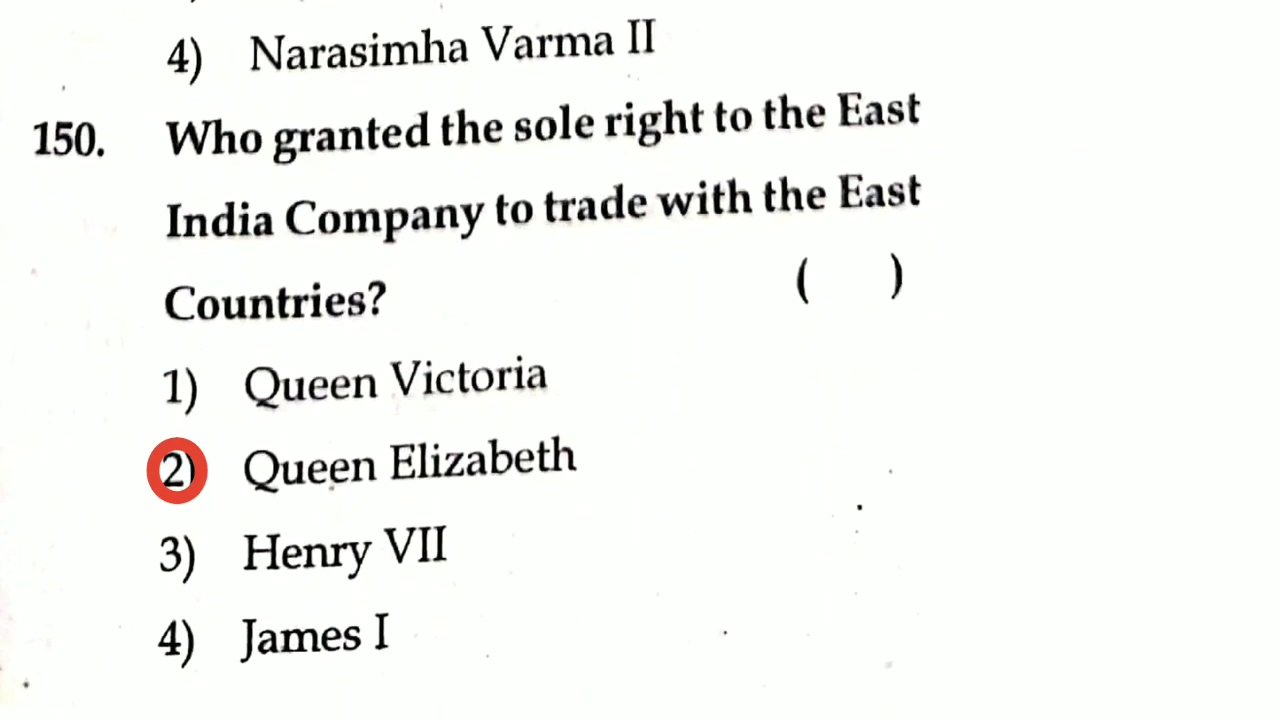 4) Narasimha Varma II
150. Who granted the sole right to the East
India Company to trade with the East
Countries? ( )
1) Queen Victoria
2) Queen Elizabeth
3) Henry VII
4) James I